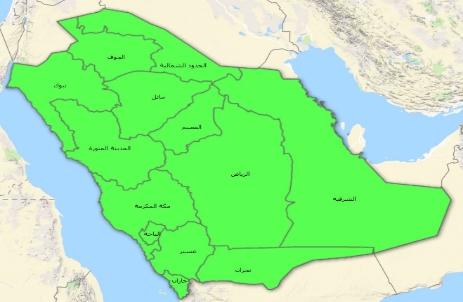 الجوف
الحدود الشمالية
تبوك
حائل
القصيم
المدينة المنورة
الرياض
الشرقية
مكة المكرمة
الباحة
عسير
نجران
جازان